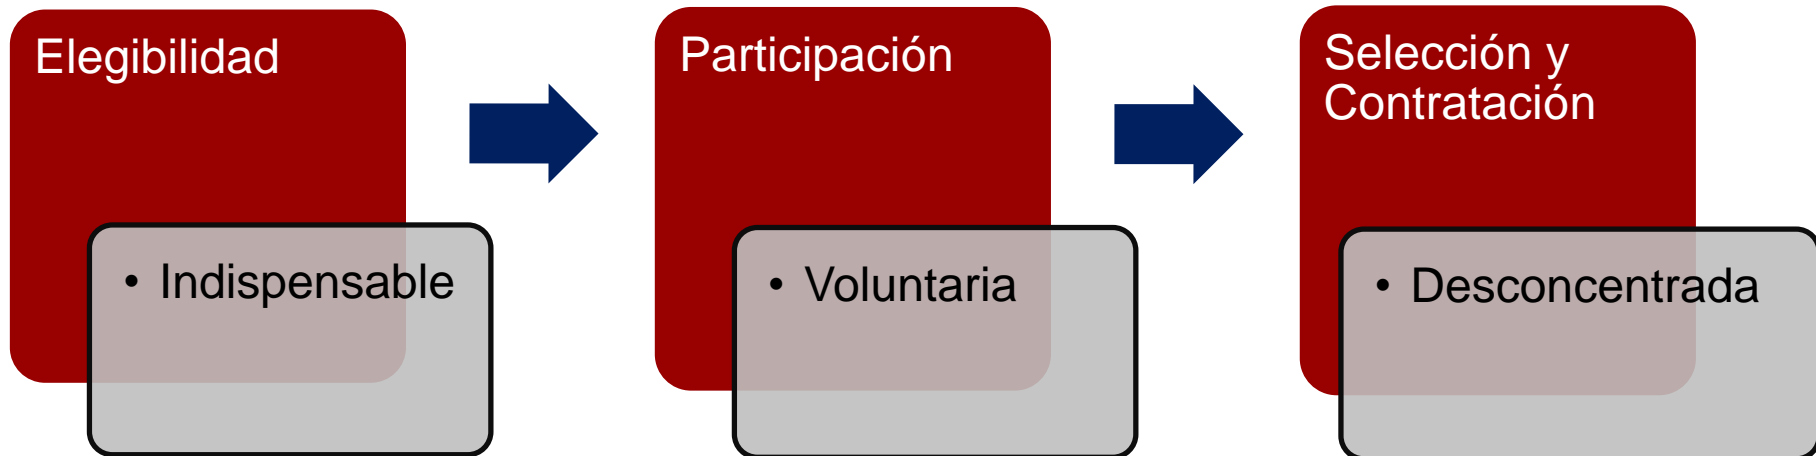 Elegibilidad
• Indispensable
Participación
• Voluntaria
Selección y
Contratación
• Desconcentrada